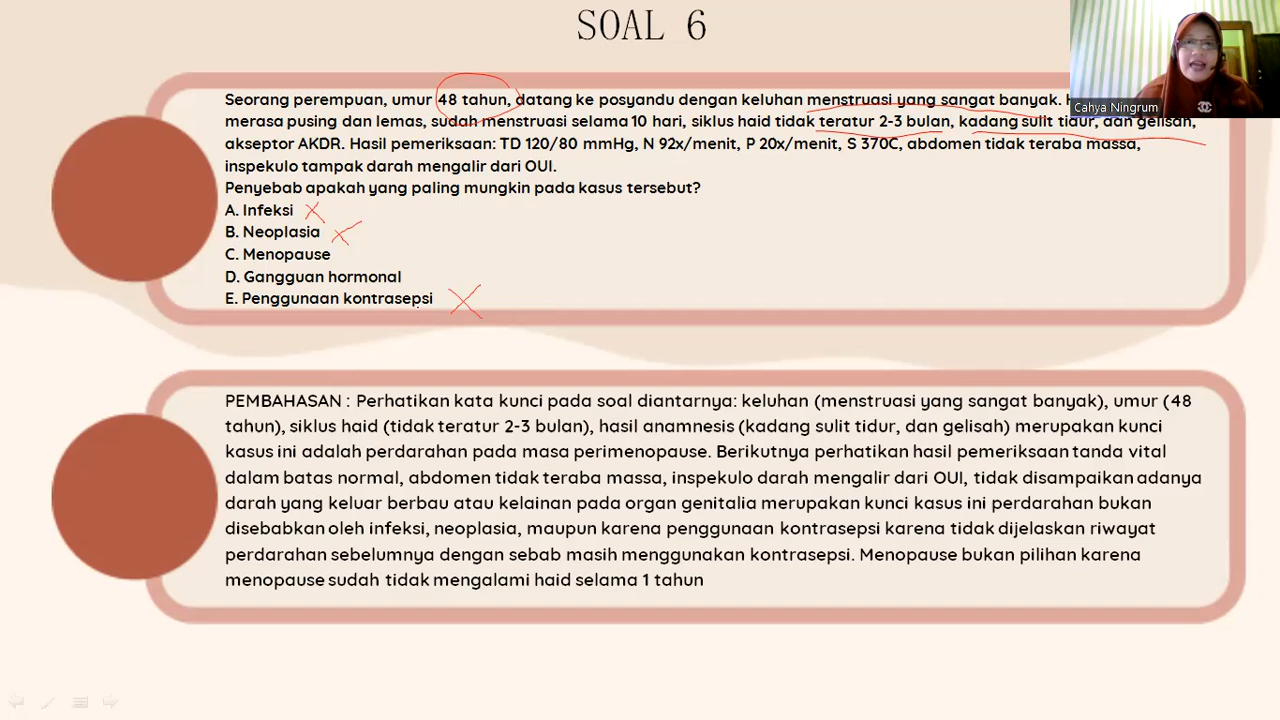 SOAL 6
Seorang perempuan, umur 48 tahun, datang ke posyandu dengan keluhan menstruasi yang sangat banyak.
merasa pusing dan lemas, sudah menstruasi selama 10 hari, siklus haid tidak teratur 2-3 bulan, kadang sulit tidur, dan gelisah,
akseptor AKDR. Hasil pemeriksaan: TD 120/80 mmHg, N 92x/menit, P 20x/menit, S 370C, abdomen tidak teraba massa,
inspekulo tampak darah mengalir dari OUI.
Penyebab apakah yang paling mungkin pada kasus tersebut?
A. Infeksi
B. Neoplasia
C. Menopause
D. Gangguan hormonal
E. Penggunaan kontrasepsi
Cahya Ningrum
PEMBAHASAN : Perhatikan kata kunci pada soal diantarnya: keluhan (menstruasi yang sangat banyak), umur (48
tahun), siklus haid (tidak teratur 2-3 bulan), hasil anamnesis (kadang sulit tidur, dan gelisah) merupakan kunci
kasus ini adalah perdarahan pada masa perimenopause. Berikutnya perhatikan hasil pemeriksaan tanda vital
dalam batas normal, abdomen tidak teraba massa, inspekulo darah mengalir dari OUI, tidak disampaikan adanya
darah yang keluar berbau atau kelainan pada organ genitalia merupakan kunci kasus ini perdarahan bukan
disebabkan oleh infeksi, neoplasia, maupun karena penggunaan kontrasepsi karena tidak dijelaskan riwayat
perdarahan sebelumnya dengan sebab masih menggunakan kontrasepsi. Menopause bukan pilihan karena
menopause sudah tidak mengalami haid selama 1 tahun